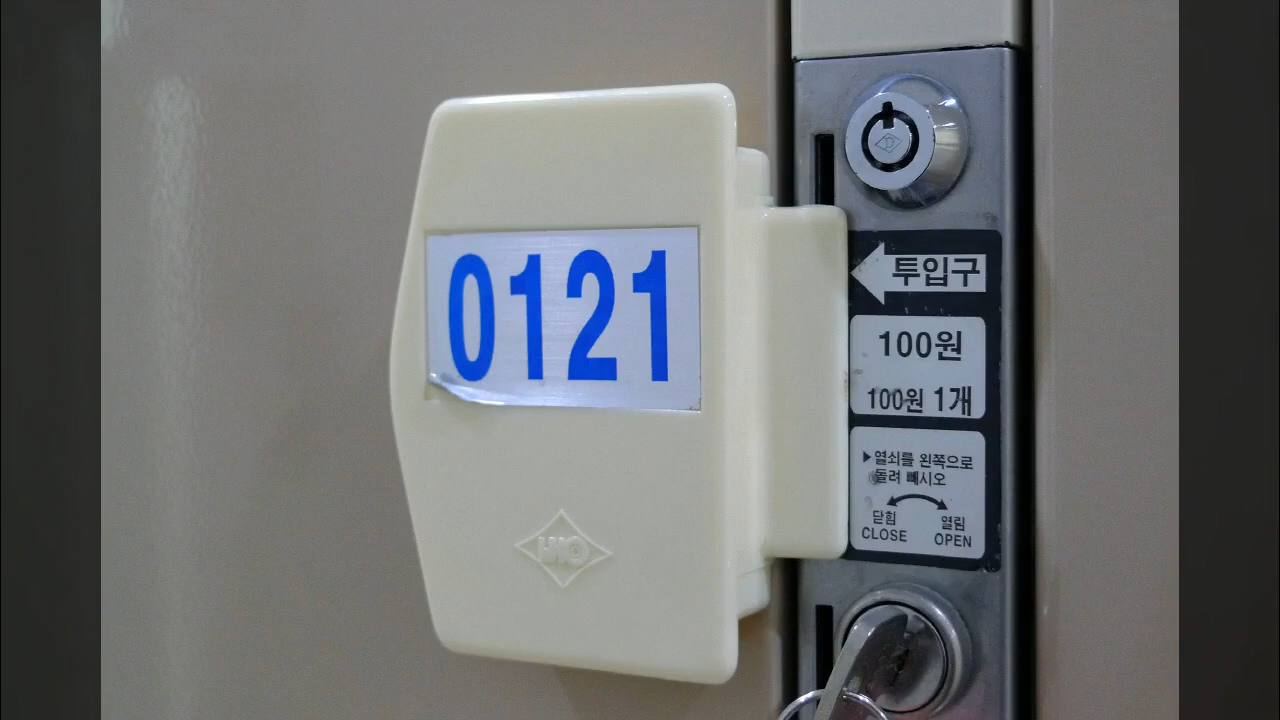 0121
투입구
100원
100원 1개
▶열쇠를 왼쪽으로
돌려 빼시오
닫힘 열림
CLOSE OPEN